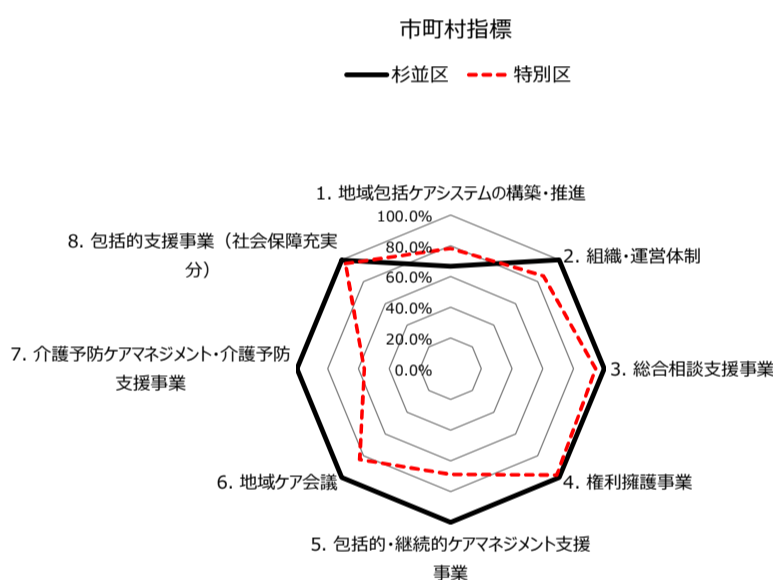 市町村指標
杉並区 特別区
1. 地域包括ケアシステムの構築・推進
100.0%
80.0%
60.0%
40.0%
20.0%
0.0%
2. 組織・運営体制
3. 総合相談支援事業
4. 権利擁護事業
5. 包括的・継続的ケアマネジメント支援
事業
6. 地域ケア会議
7. 介護予防ケアマネジメント・介護予防
支援事業
8. 包括的支援事業（社会保障充実
分）